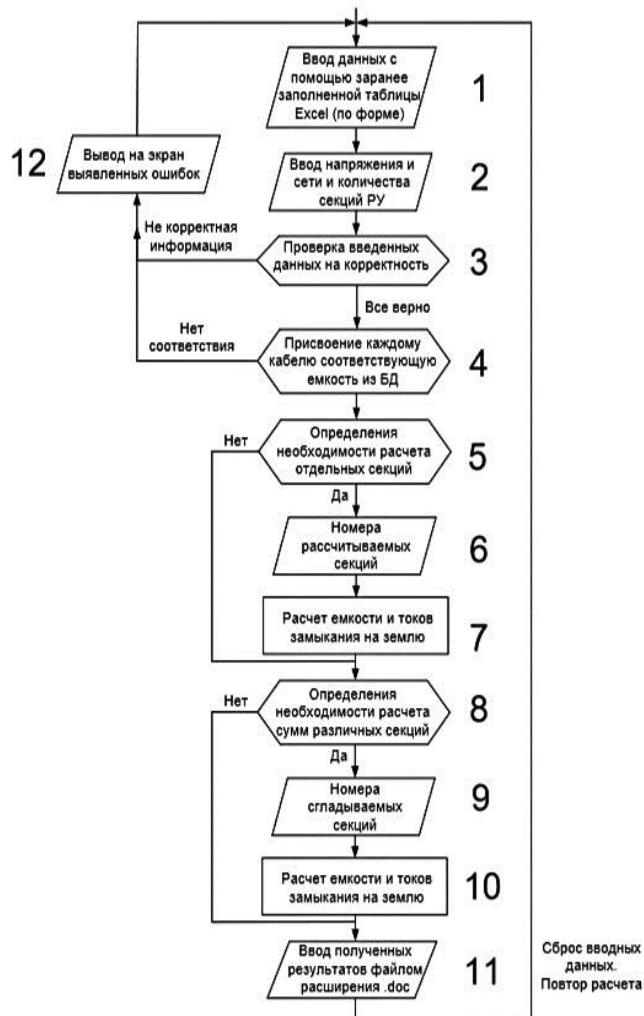 Ввод данных с
помощью заранее
заполненной таблицы
Excel (по форме)
1
12
Вывод на экран
выявленных ошибок
Ввод напряжения и
сети и количества
секций РУ
2
Не корректная
информация
Проверка введенных
данных на корректность
3
Все верно
Нет
соответствия
Присвоение каждому
кабелю соответствующую
емкость из БД
4
Нет
Определения
необходимости расчета
отдельных секций
5
Да
Номера
рассчитываемых
секций
6
Расчет емкости и токов
замыкания на землю
7
Нет
Определения
необходимости расчета
сумм различных секций
8
Да
Номера
сгладываемых
секций
9
Расчет емкости и токов
замыкания на землю
10
Ввод полученных
результатов файлом
расширения .doc
11
Сброс вводных
данных.
Повтор расчета